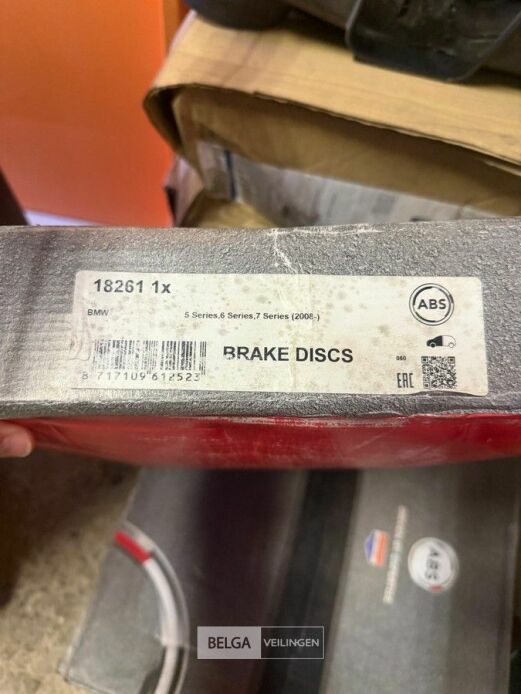 18261 1x
BMW
5 Series,6 Series,7 Series (2008-)
ABS
BRAKE DISCS
8 717109 612523
060
EAC
ABS
BELGA VEILINGEN